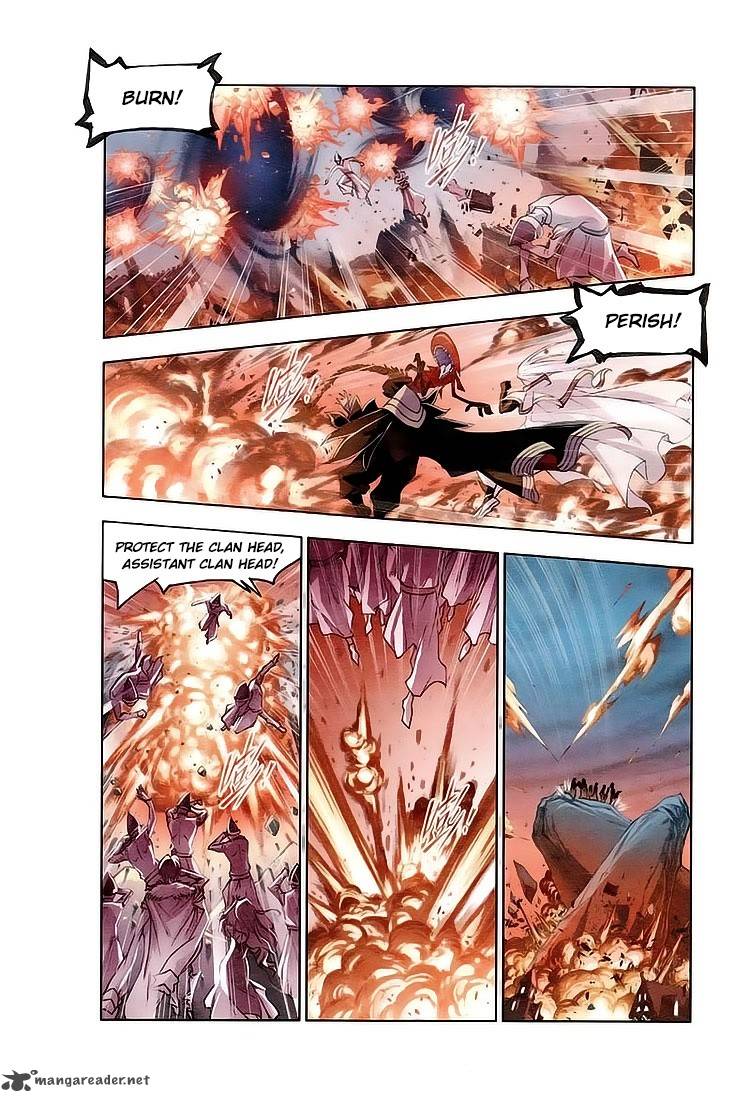 BURN!
PERISH!
PROTECT THE CLAN HEAD,
ASSISTANT CLAN HEAD!
mangareader.net